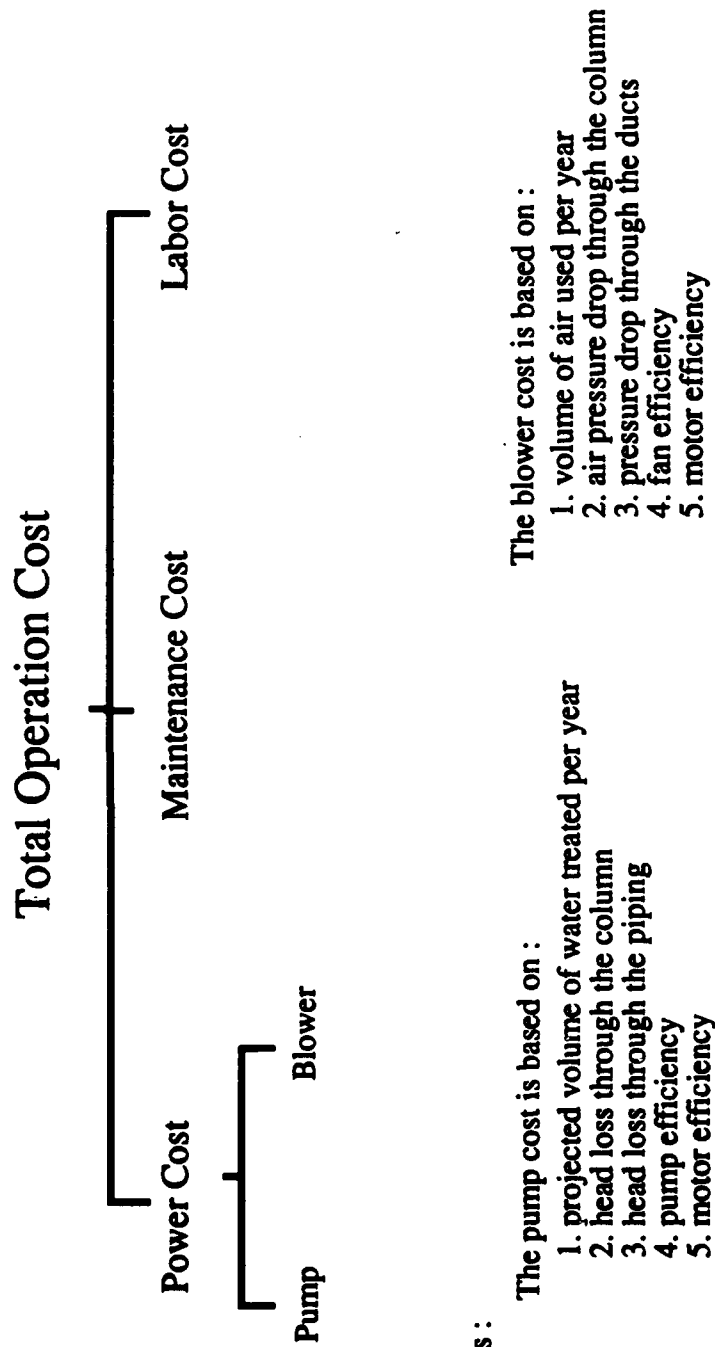 Total Operation Cost
Power Cost
Maintenance Cost
Labor Cost
Pump
Blower
s :
The pump cost is based on :
1. projected volume of water treated per year
2. head loss through the column
3. head loss through the piping
4. pump efficiency
5. motor efficiency
The blower cost is based on :
1. volume of air used per year
2. air pressure drop through the column
3. pressure drop through the ducts
4. fan efficiency
5. motor efficiency